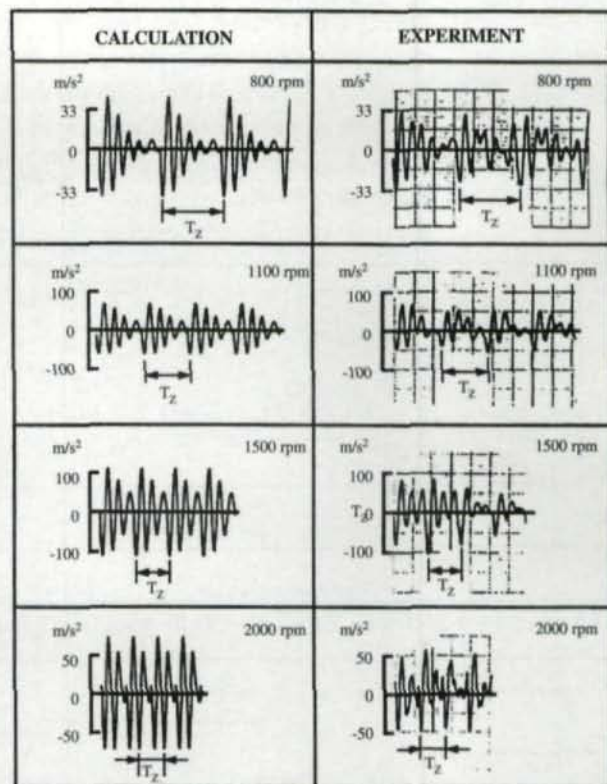 CALCULATION
EXPERIMENT
m/s²
800 rpm
33
0
-33
T_Z
m/s²
800 rpm
33
0
-33
T_Z
m/s²
1100 rpm
100
0
-100
T_Z
m/s²
1100 rpm
100
0
-100
T_Z
m/s²
1500 rpm
100
0
-100
T_Z
m/s²
1500 rpm
100
T_Z0
-100
T_Z
m/s²
2000 rpm
50
0
-50
T_Z
m/s²
2000 rpm
50
0
-50
T_Z